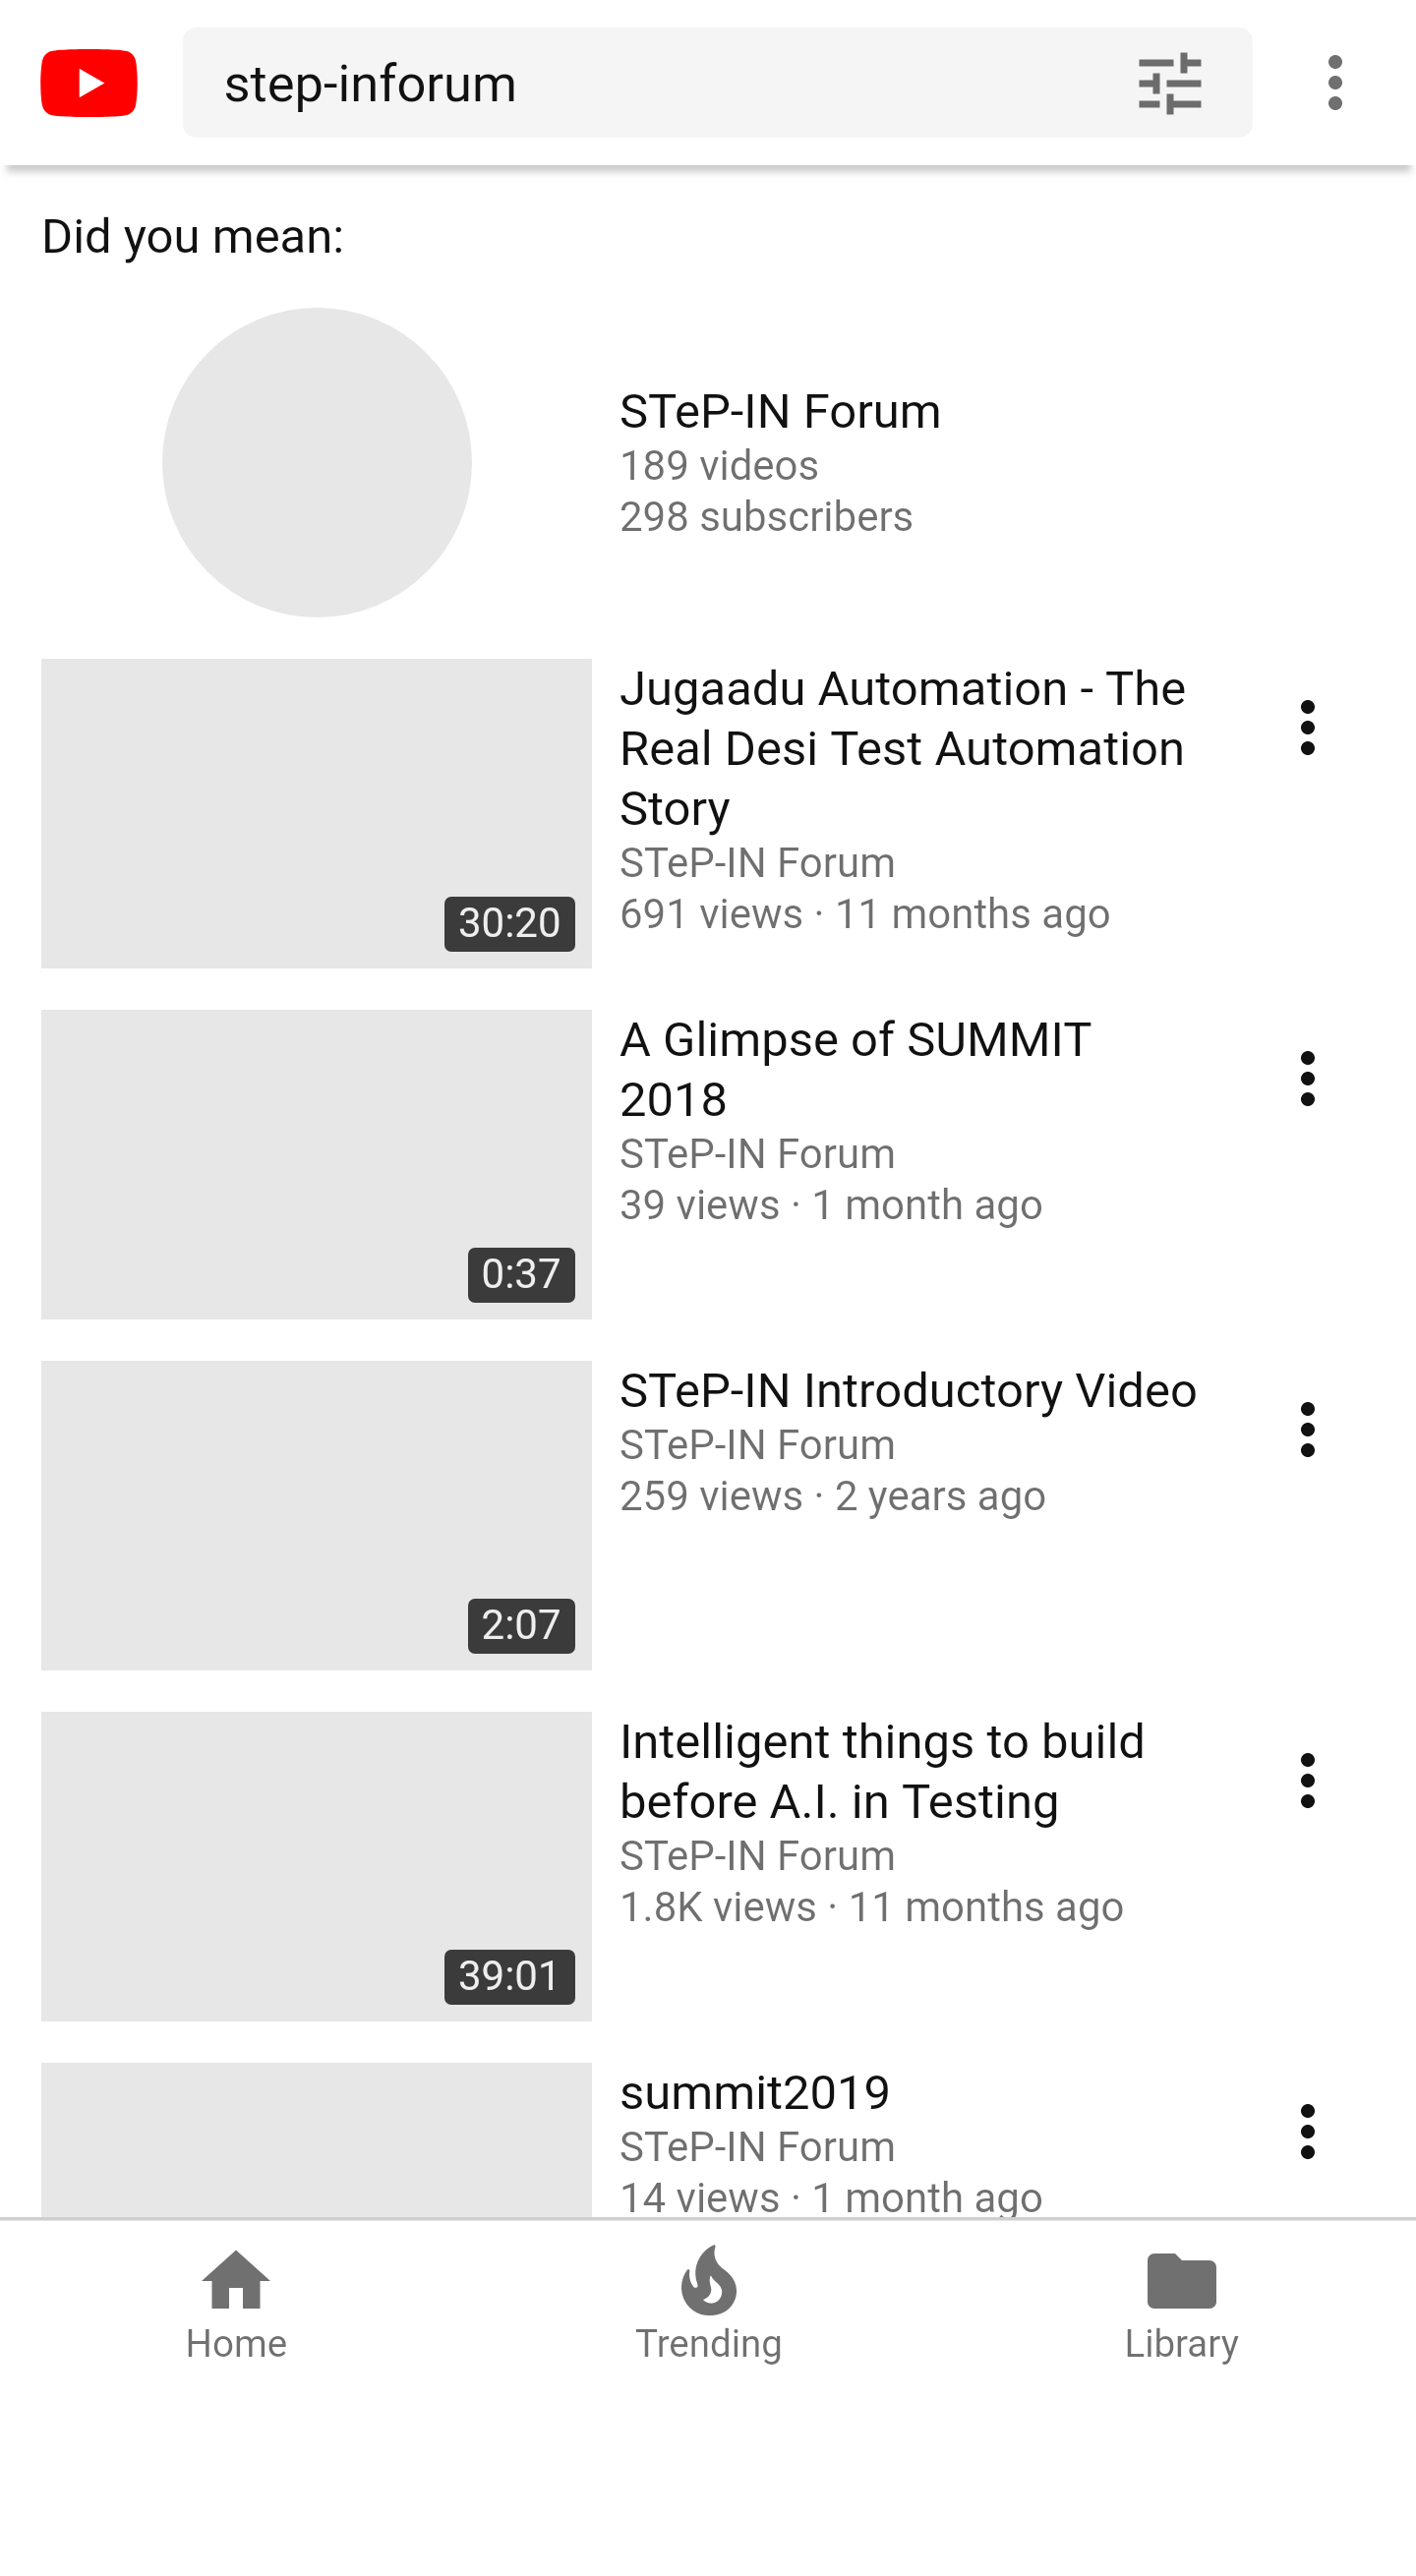 step-inforum
Did you mean:
STeP-IN Forum
189 videos
298 subscribers
Jugaadu Automation - The
Real Desi Test Automation
Story
STeP-IN Forum
691 views · 11 months ago
30:20
A Glimpse of SUMMIT
2018
STeP-IN Forum
39 views · 1 month ago
0:37
STeP-IN Introductory Video
STeP-IN Forum
259 views · 2 years ago
2:07
Intelligent things to build
before A.I. in Testing
STeP-IN Forum
1.8K views · 11 months ago
39:01
summit2019
STeP-IN Forum
14 views · 1 month ago
Home
Trending
Library